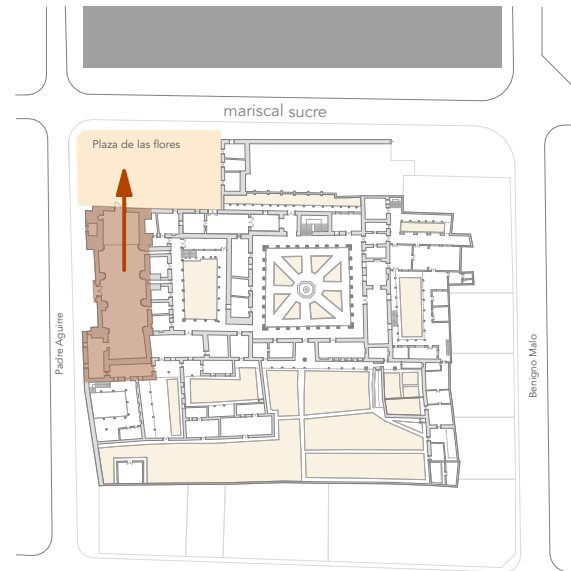 mariscal sucre
Plaza de las flores
Padre Aguirre
Benigno Malo